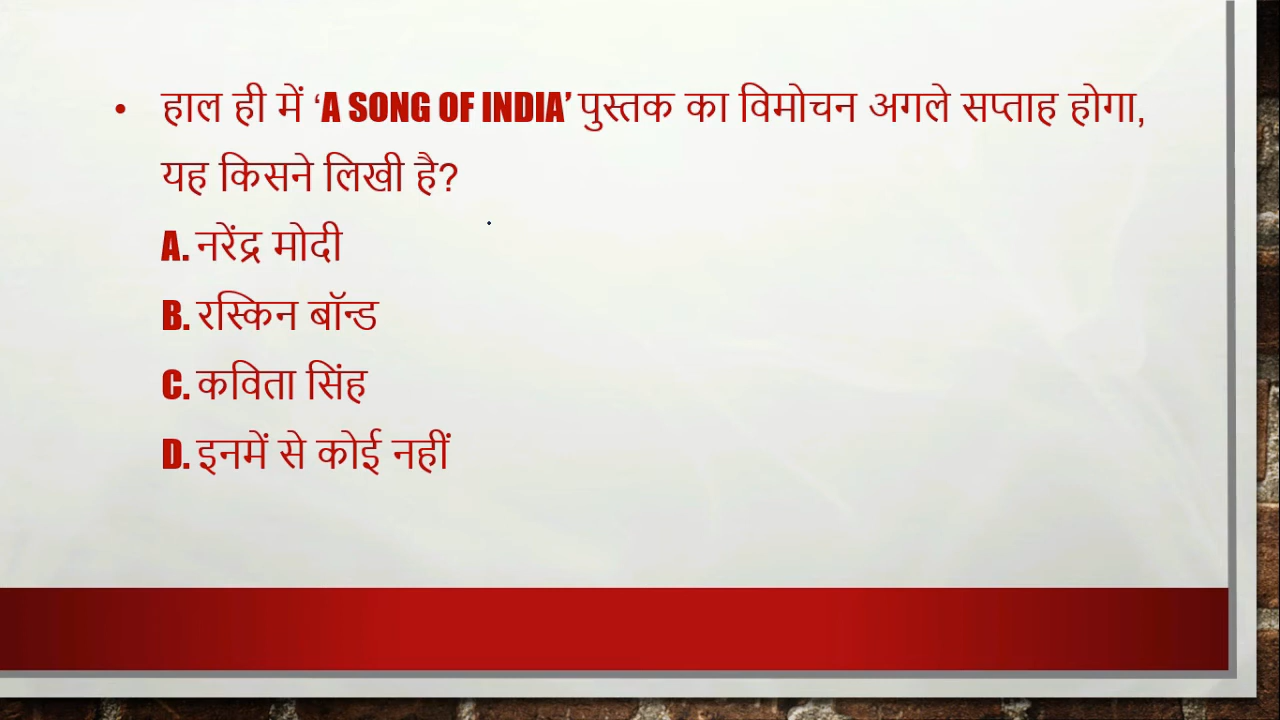 • हाल ही में ‘A SONG OF INDIA’ पुस्तक का विमोचन अगले सप्ताह होगा,
यह किसने लिखी है?
A. नरेंद्र मोदी
B. रस्किन बॉन्ड
C. कविता सिंह
D. इनमें से कोई नहीं